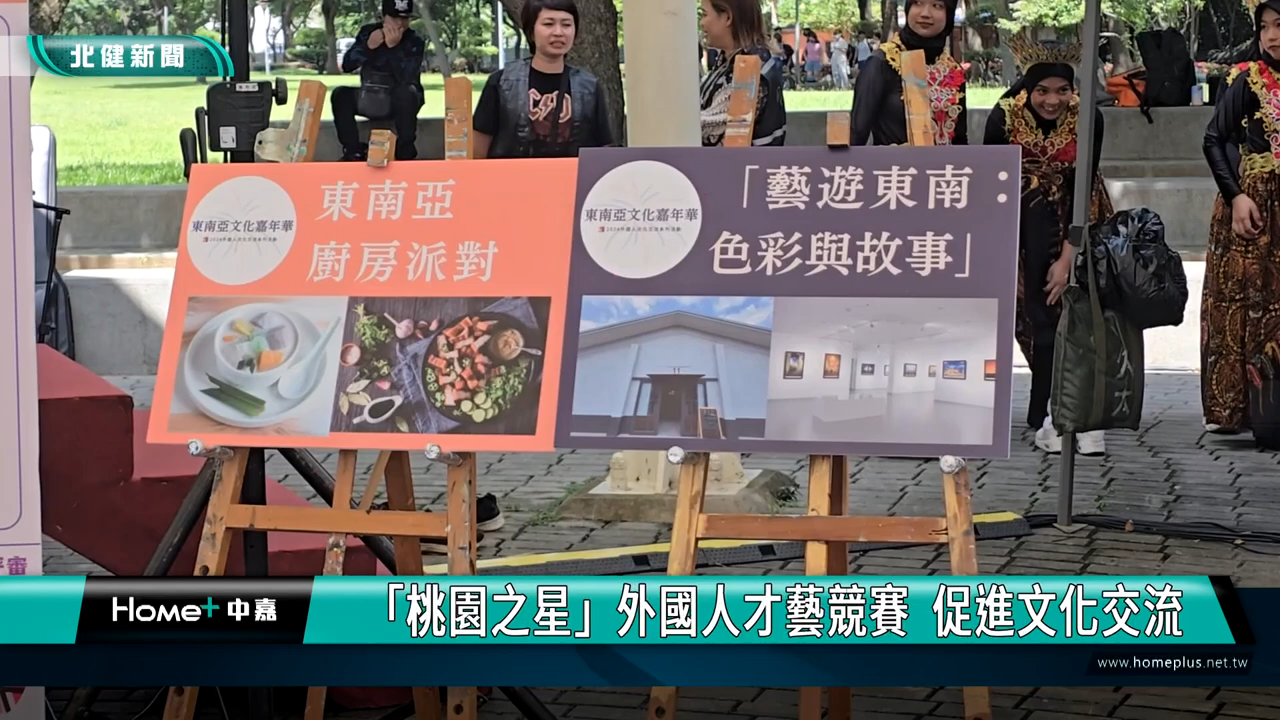 北健新聞
東南亞
廚房派對
東南亞文化嘉年華
「藝遊東南：
色彩與故事」
東南亞文化嘉年華
Home+中嘉
「桃園之星」外國人才藝競賽 促進文化交流
www.homeplus.net.tw